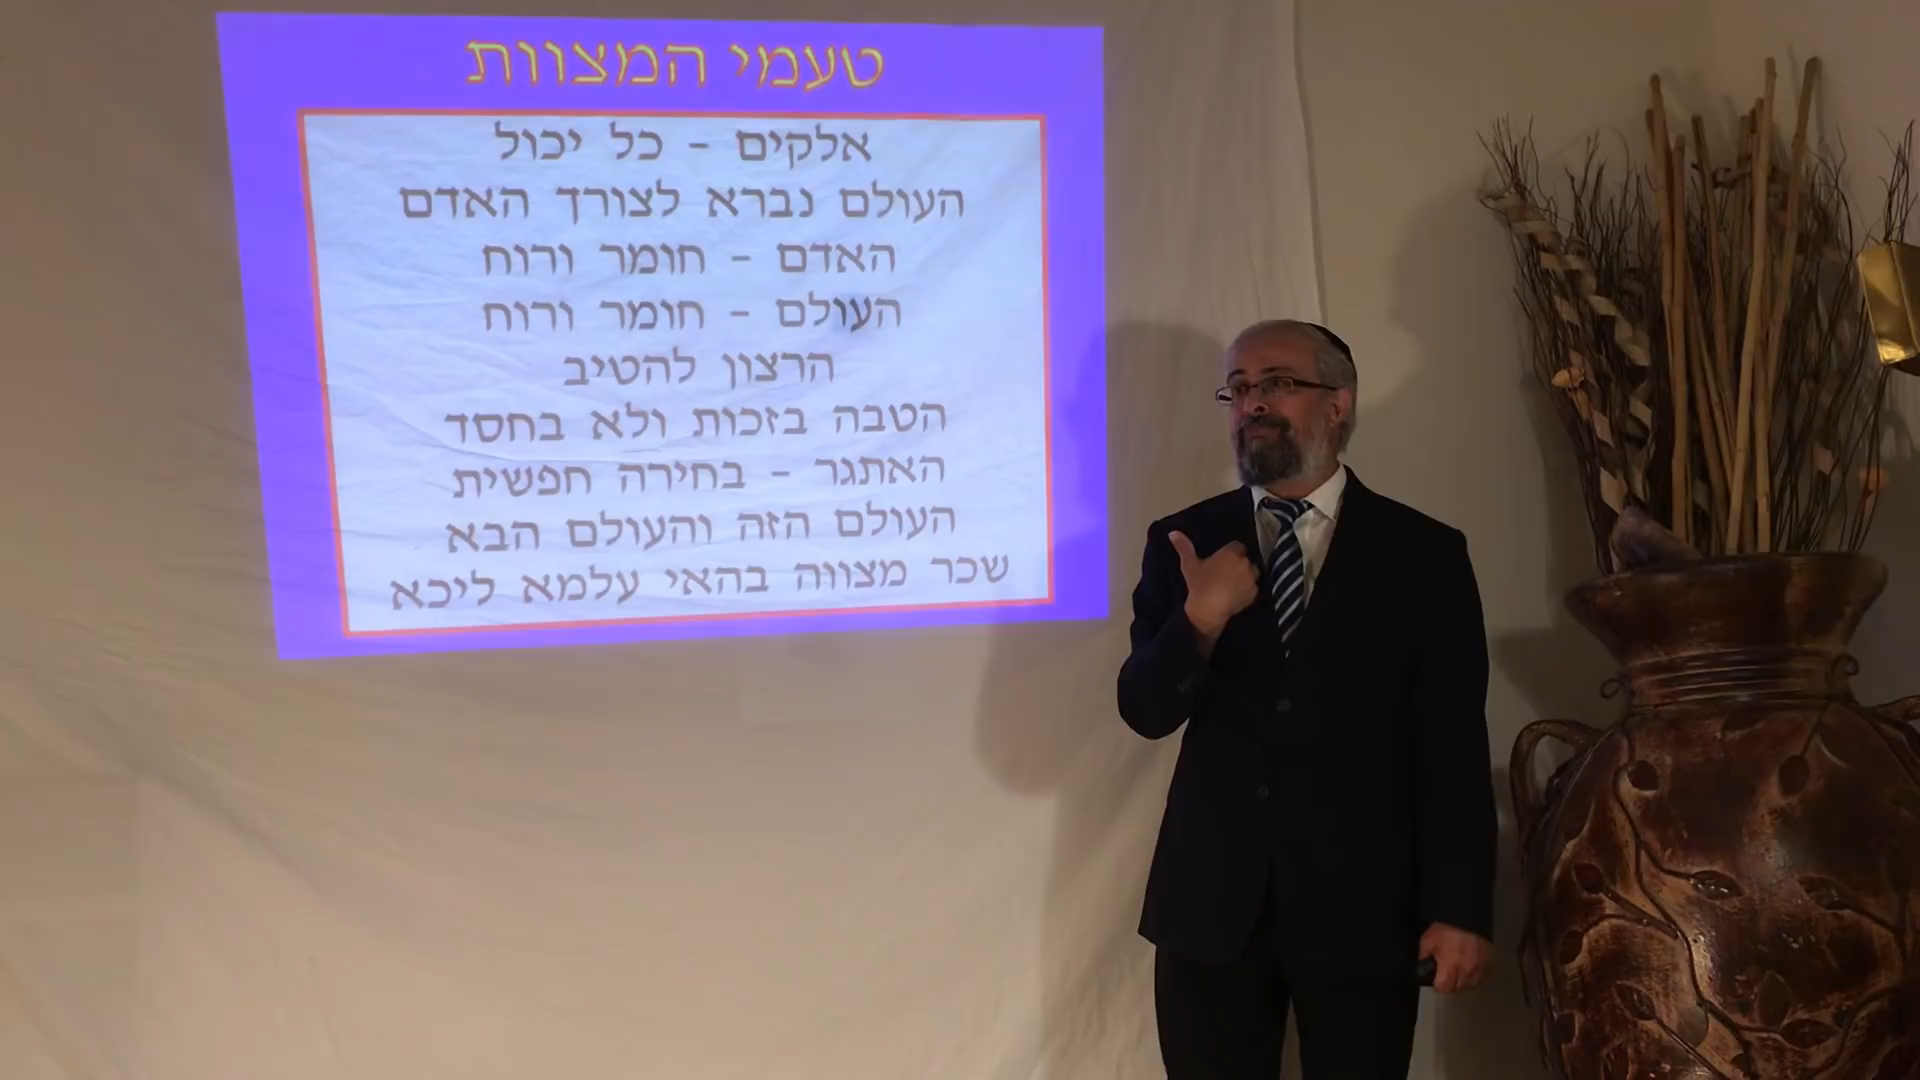 טעמי המצוות
אלקים - כל יכול
העולם נברא לצורך האדם
האדם - חומר ורוח
העולם - חומר ורוח
הרצון להטיב
הטבה בזכות ולא בחסד
האתגר - בחירה חפשית
העולם הזה והעולם הבא
שכר מצווה בהאי עלמא ליכא